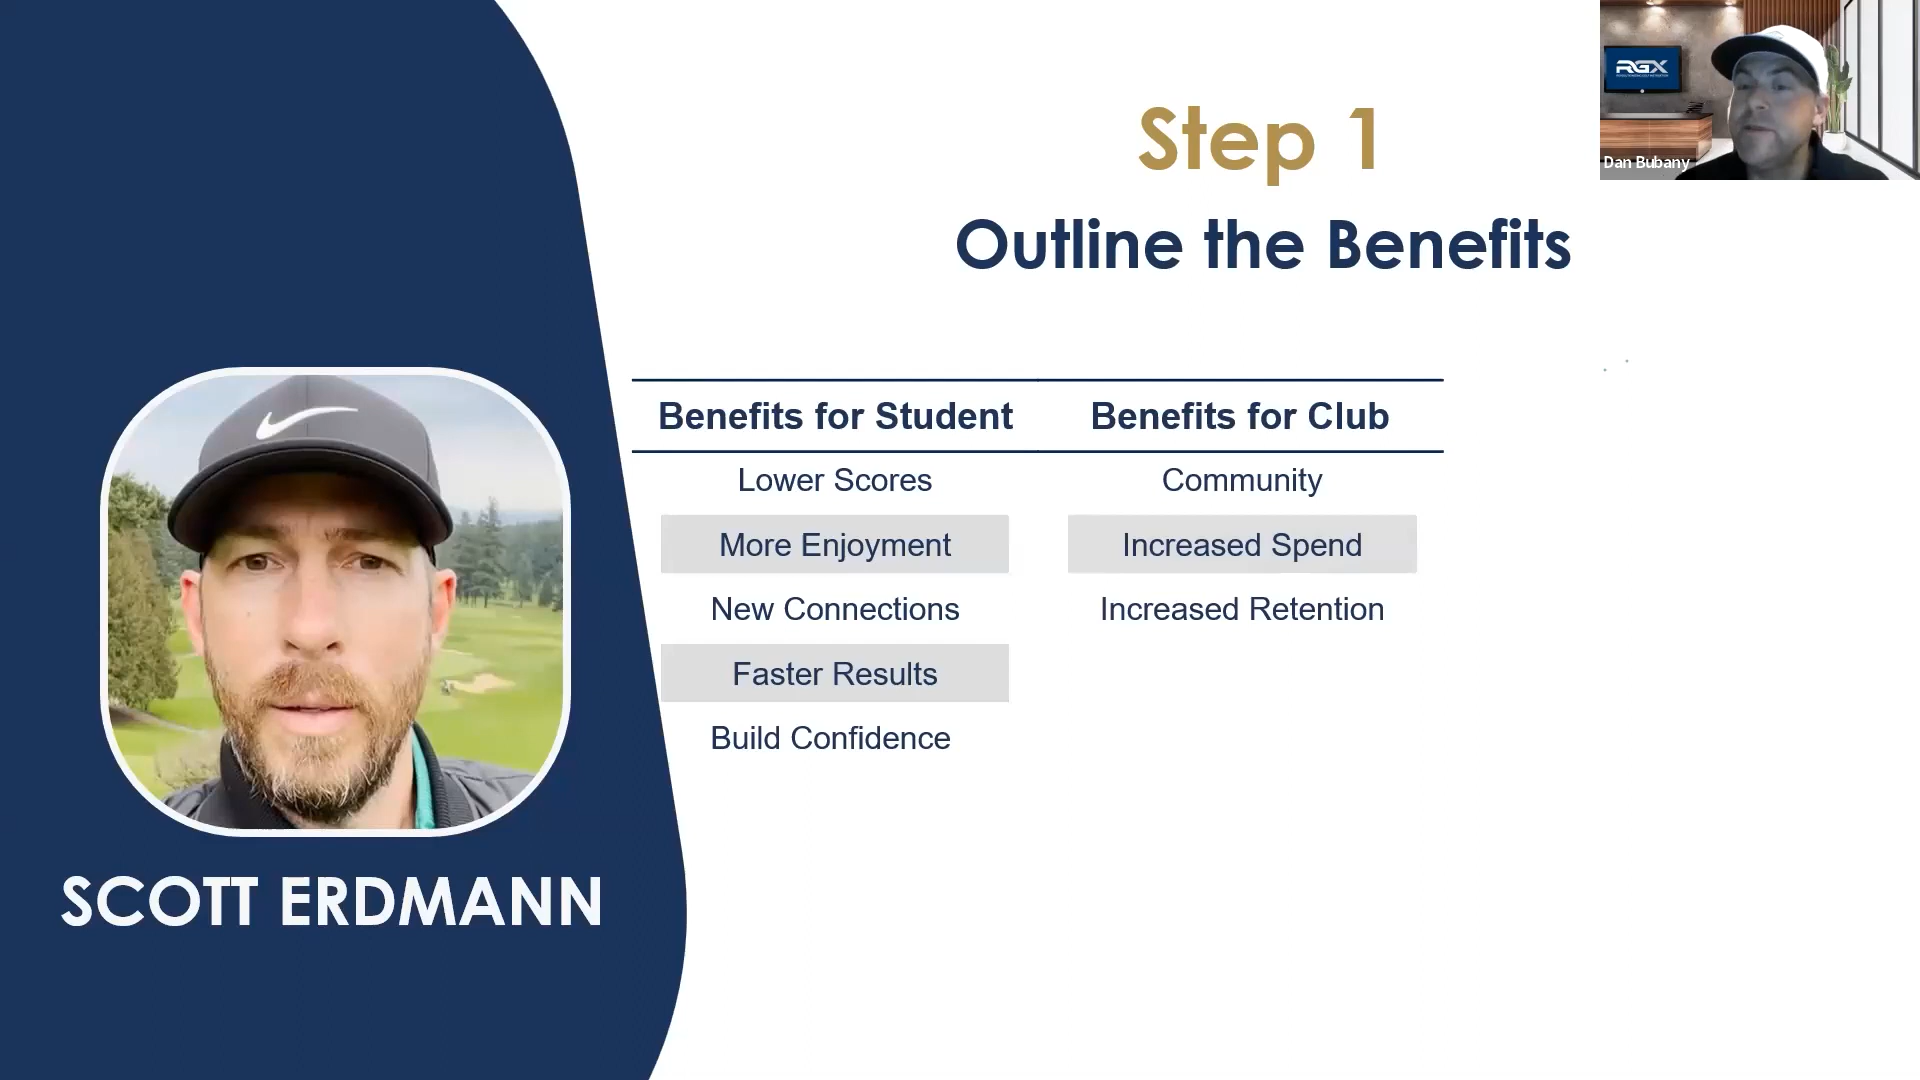 Step 1
Outline the Benefits
RGX
Dan Bubany
Benefits for Student
Benefits for Club
Lower Scores
Community
More Enjoyment
Increased Spend
New Connections
Increased Retention
Faster Results
Build Confidence
SCOTT ERDMANN